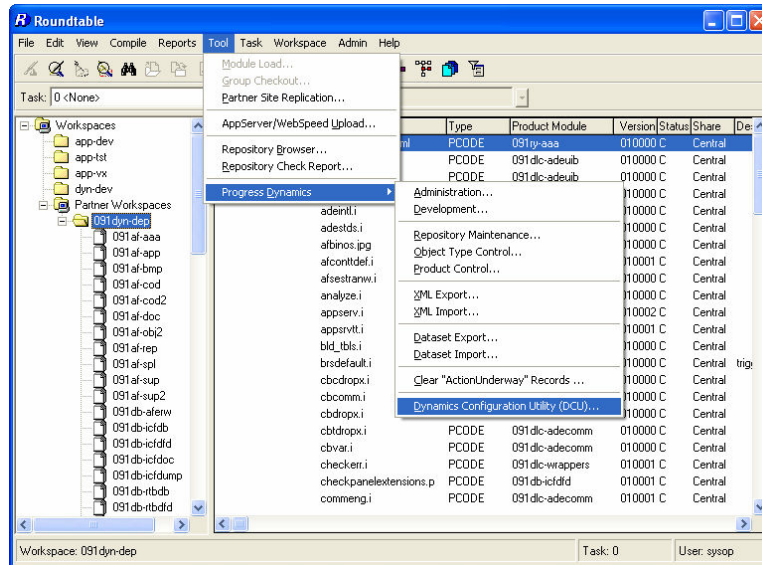 Roundtable
File Edit View Compile Reports Tool Task Workspace Admin Help
Task: 0 <None>
Module Load...
Group Checkout...
Partner Site Replication...
AppServer/WebSpeed Upload...
Repository Browser...
Repository Check Report...
Progress Dynamics
Administration...
Development...
Repository Maintenance...
Object Type Control...
Product Control...
XML Export...
XML Import...
Dataset Export...
Dataset Import...
Clear "ActionUnderway" Records ...
Dynamics Configuration Utility (DCU)...
Workspaces
app-dev
app-tst
app-vx
dyn-dev
Partner Workspaces
091dyn-dep
091af-aaa
091af-app
091af-bmp
091af-cod
091af-cod2
091af-doc
091af-obj2
091af-rep
091af-spl
091af-sup
091af-sup2
091db-aferw
091db-icfdb
091db-icfdfd
091db-icfdoc
091db-icfdump
091db-rtbdb
091db-rtbdfd
Type Product Module Version Status Share De
ml PCODE 091ry-aaa 010000 C Central
PCODE 091dlc-adeuib 010000 C Central
PCODE 091dlc-adeuib 010000 C Central
010000 C Central
adeintl.i 010000 C Central
adestds.i 010000 C Central
afbinos.jpg 010000 C Central
afconttdef.i 010001 C Central
afsestranw.i 010000 C Central
analyze.i 010000 C Central
appserv.i 010002 C Central
appsrvtt.i 010001 C Central
bld_tbls.i 010000 C Central
brsdefault.i 010000 C Central trig
cbcdropx.i 010000 C Central
cbcomm.i 010000 C Central
cbdropx.i 010000 C Central
cbtdropx.i PCODE 091dlc-adecomm 010000 C Central
cbvar.i PCODE 091dlc-adecomm 010000 C Central
checkerr.i PCODE 091dlc-wrappers 010001 C Central
checkpanelextensions.p PCODE 091db-icfdfd 010000 C Central
commeng.i PCODE 091dlc-adecomm 010001 C Central
Workspace: 091dyn-dep Task: 0 User: sysop